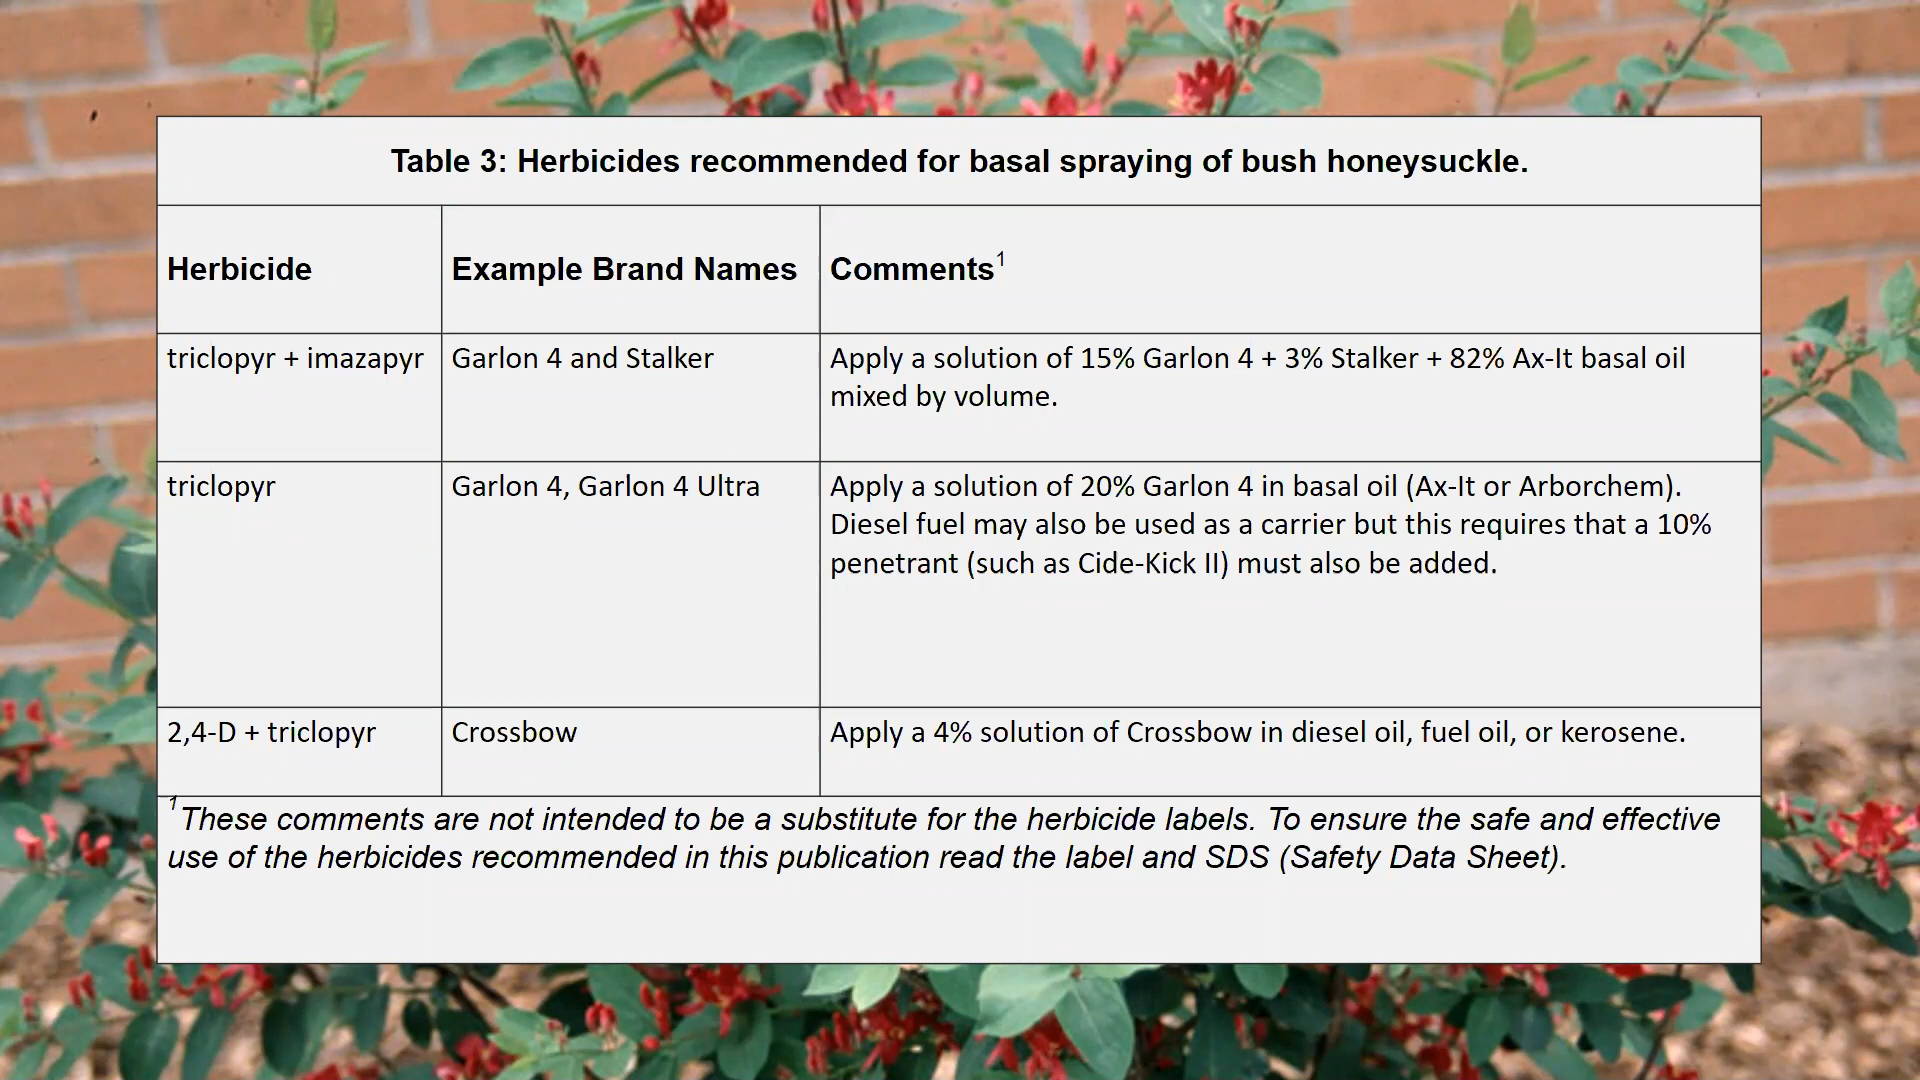 Table 3: Herbicides recommended for basal spraying of bush honeysuckle.
Herbicide
Example Brand Names
Comments1
triclopyr + imazapyr
Garlon 4 and Stalker
Apply a solution of 15% Garlon 4 + 3% Stalker + 82% Ax-It basal oil
mixed by volume.
triclopyr
Garlon 4, Garlon 4 Ultra
Apply a solution of 20% Garlon 4 in basal oil (Ax-It or Arborchem).
Diesel fuel may also be used as a carrier but this requires that a 10%
penetrant (such as Cide-Kick II) must also be added.
2,4-D + triclopyr
Crossbow
Apply a 4% solution of Crossbow in diesel oil, fuel oil, or kerosene.
1These comments are not intended to be a substitute for the herbicide labels. To ensure the safe and effective
use of the herbicides recommended in this publication read the label and SDS (Safety Data Sheet).